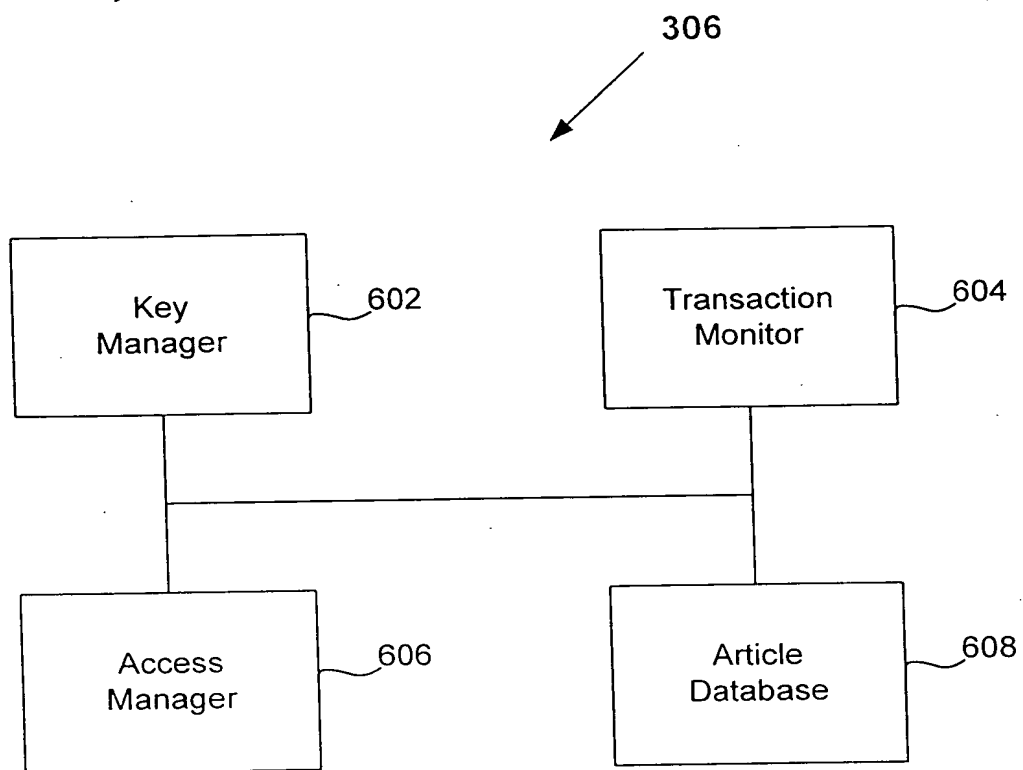 306
Key
Manager
602
Transaction
Monitor
604
Access
Manager
606
Article
Database
608